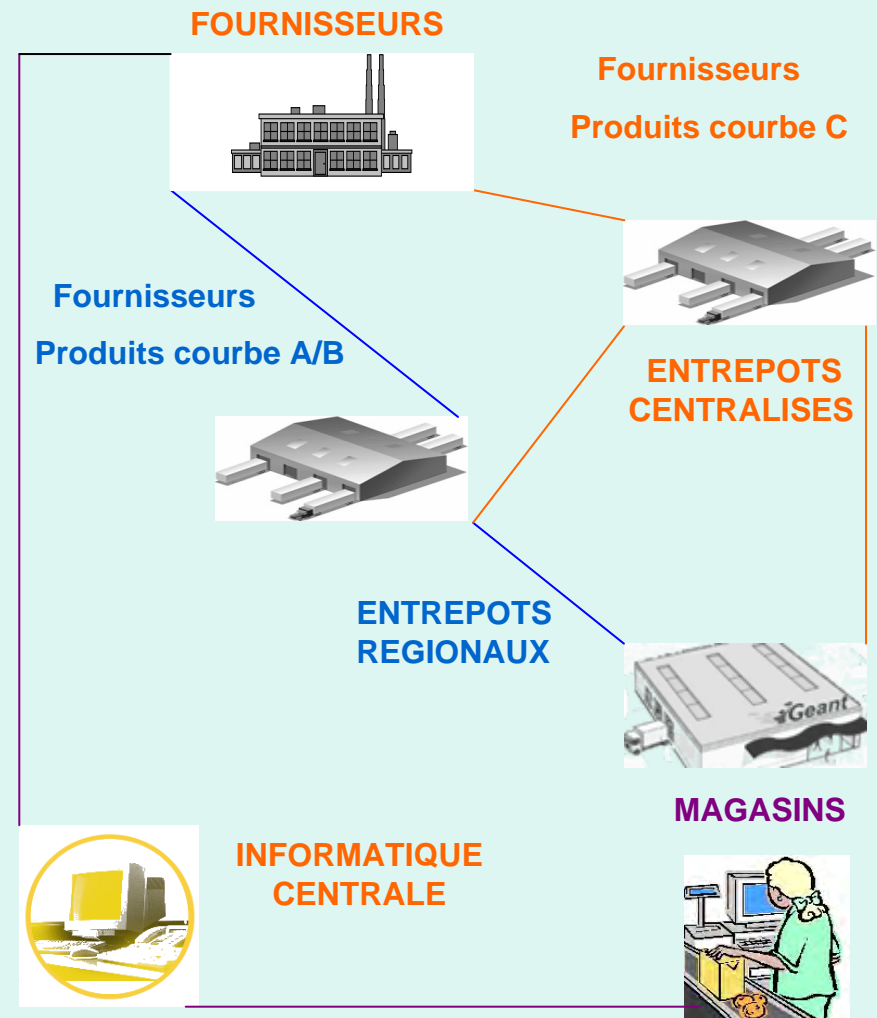 FOURNISSEURS
Fournisseurs
Produits courbe C
Fournisseurs
Produits courbe A/B
ENTREPOTS
CENTRALISES
ENTREPOTS
REGIONAUX
Geant
MAGASINS
INFORMATIQUE
CENTRALE